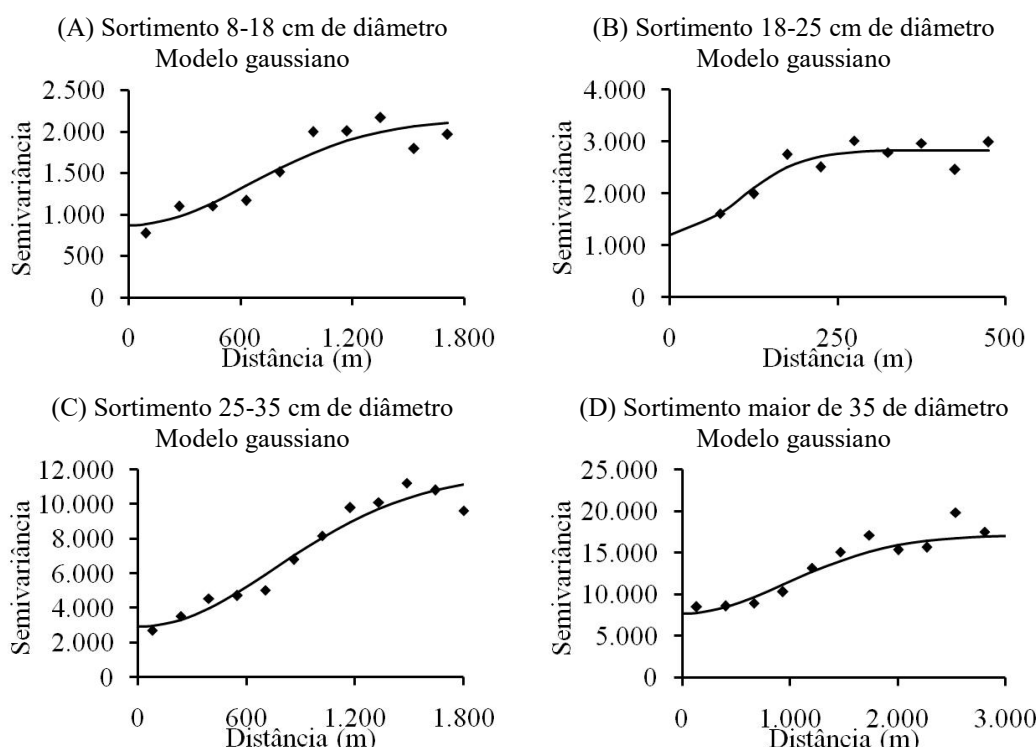 (A) Sortimento 8-18 cm de diâmetro
Modelo gaussiano
2.500
2.000
1.500
1.000
500
0
Semivariância
0
600
1.200
1.800
Distância (m)
(B) Sortimento 18-25 cm de diâmetro
Modelo gaussiano
4.000
3.000
2.000
1.000
0
Semivariância
0
250
500
Distância (m)
(C) Sortimento 25-35 cm de diâmetro
Modelo gaussiano
12.000
10.000
8.000
6.000
4.000
2.000
0
Semivariância
0
600
1.200
1.800
Distância (m)
(D) Sortimento maior de 35 de diâmetro
Modelo gaussiano
25.000
20.000
15.000
10.000
5.000
0
Semivariância
0
1.000
2.000
3.000
Distância (m)